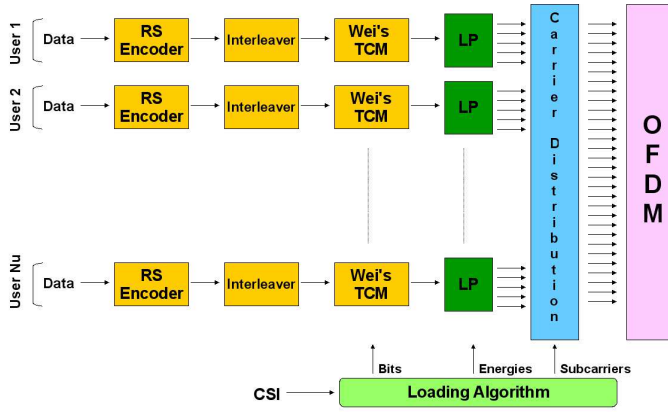 User 1
Data
RS Encoder
Interleaver
Wei's TCM
LP
User 2
Data
RS Encoder
Interleaver
Wei's TCM
LP
User Nu
Data
RS Encoder
Interleaver
Wei's TCM
LP
Carrier Distribution
OFDM
Bits
Energies
Subcarriers
CSI
Loading Algorithm